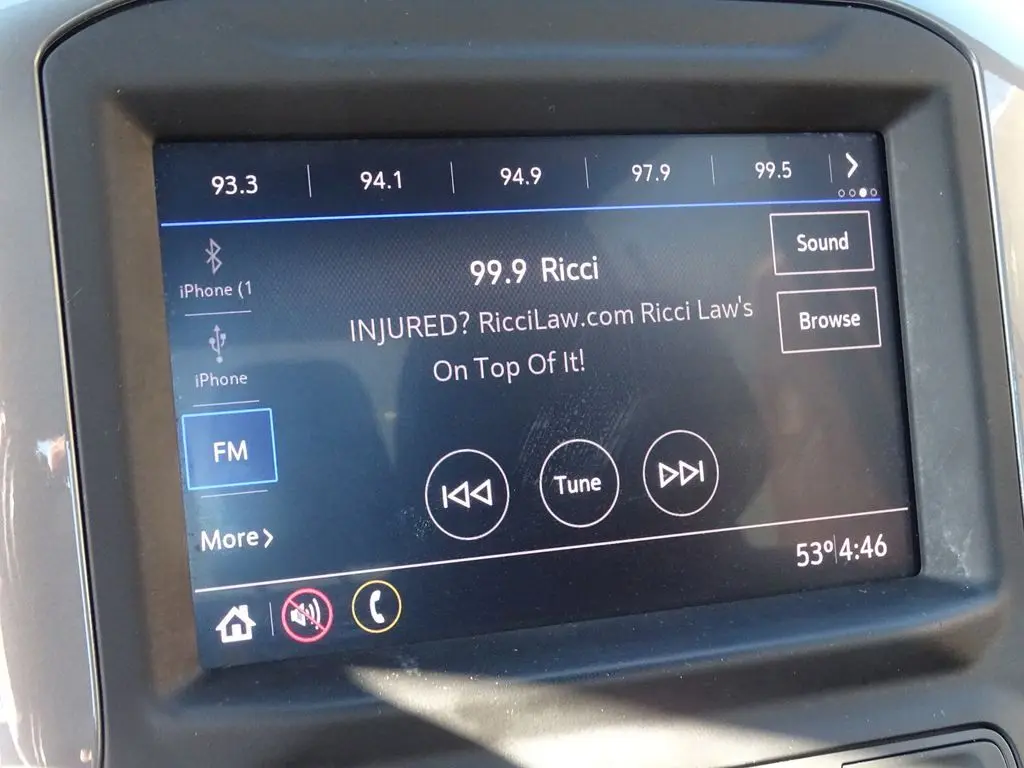 93.3 94.1 94.9 97.9 99.5
iPhone (1
iPhone
FM
More
99.9 Ricci
INJURED? RicciLaw.com Ricci Law's
On Top Of It!
Tune
Sound
Browse
53º 4:46